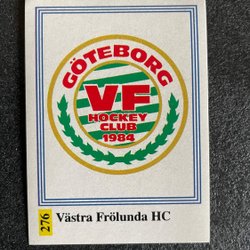 GÖTEBORG
VF
HOCKEY
CLUB
1984
276 Västra Frölunda HC